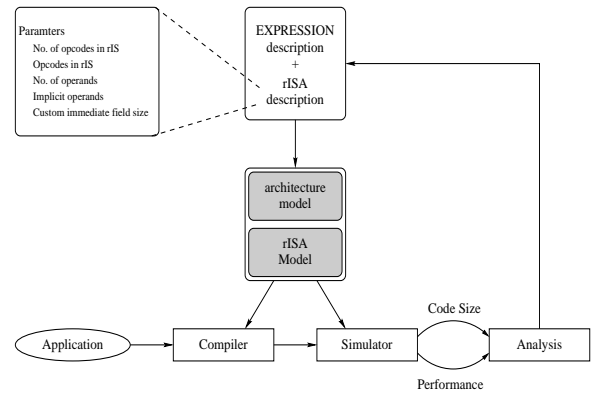 Paramters
No. of opcodes in rIS
Opcodes in rIS
No. of operands
Implicit operands
Custom immediate field size
EXPRESSION
description
+
rISA
description
architecture
model
rISA
Model
Application
Compiler
Simulator
Code Size
Performance
Analysis